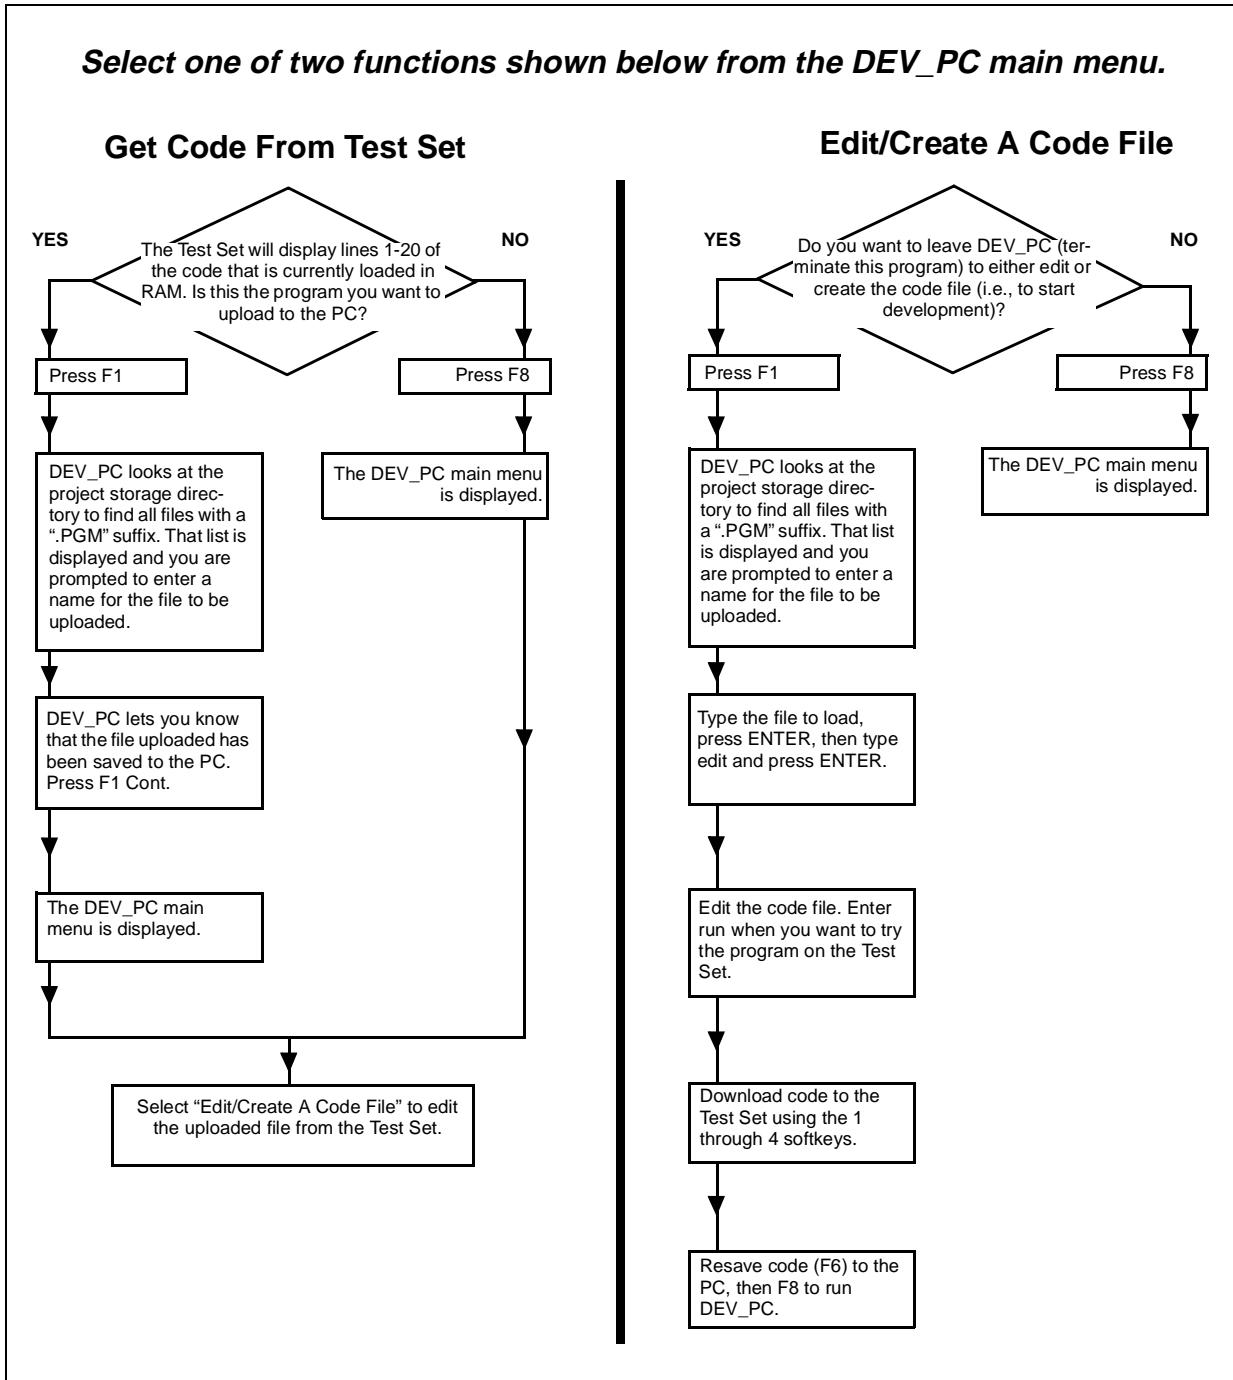 Select one of two functions shown below from the DEV_PC main menu.
Get Code From Test Set
YES
NO
The Test Set will display lines 1-20 of
the code that is currently loaded in
RAM. Is this the program you want to
upload to the PC?
Press F1
Press F8
DEV_PC looks at the
project storage direc-
tory to find all files with a
“.PGM” suffix. That list is
displayed and you are
prompted to enter a
name for the file to be
uploaded.
The DEV_PC main menu
is displayed.
DEV_PC lets you know
that the file uploaded has
been saved to the PC.
Press F1 Cont.
The DEV_PC main
menu is displayed.
Select “Edit/Create A Code File” to edit
the uploaded file from the Test Set.
Edit/Create A Code File
YES
NO
Do you want to leave DEV_PC (ter-
minate this program) to either edit or
create the code file (i.e., to start
development)?
Press F1
Press F8
DEV_PC looks at the
project storage direc-
tory to find all files with
a “.PGM” suffix. That list
is displayed and you
are prompted to enter a
name for the file to be
uploaded.
The DEV_PC main menu
is displayed.
Type the file to load,
press ENTER, then type
edit and press ENTER.
Edit the code file. Enter
run when you want to try
the program on the Test
Set.
Download code to the
Test Set using the 1
through 4 softkeys.
Resave code (F6) to the
PC, then F8 to run
DEV_PC.